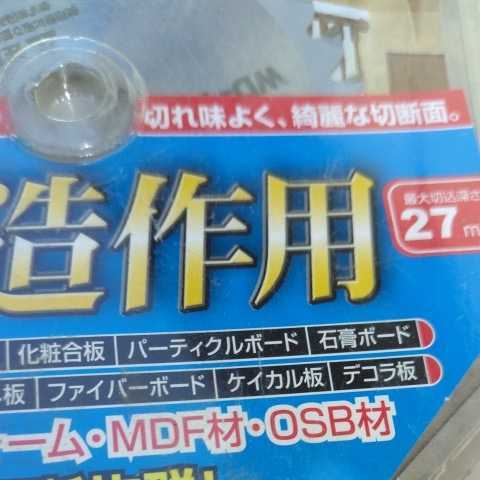 切れ味よく、綺麗な切断面。
造作用
最大切込深さ
27m
化粧合板 パーティクルボード 石膏ボード
板 ファイバーボード ケイカル板 デコラ板
ーム・MDF材・OSB材